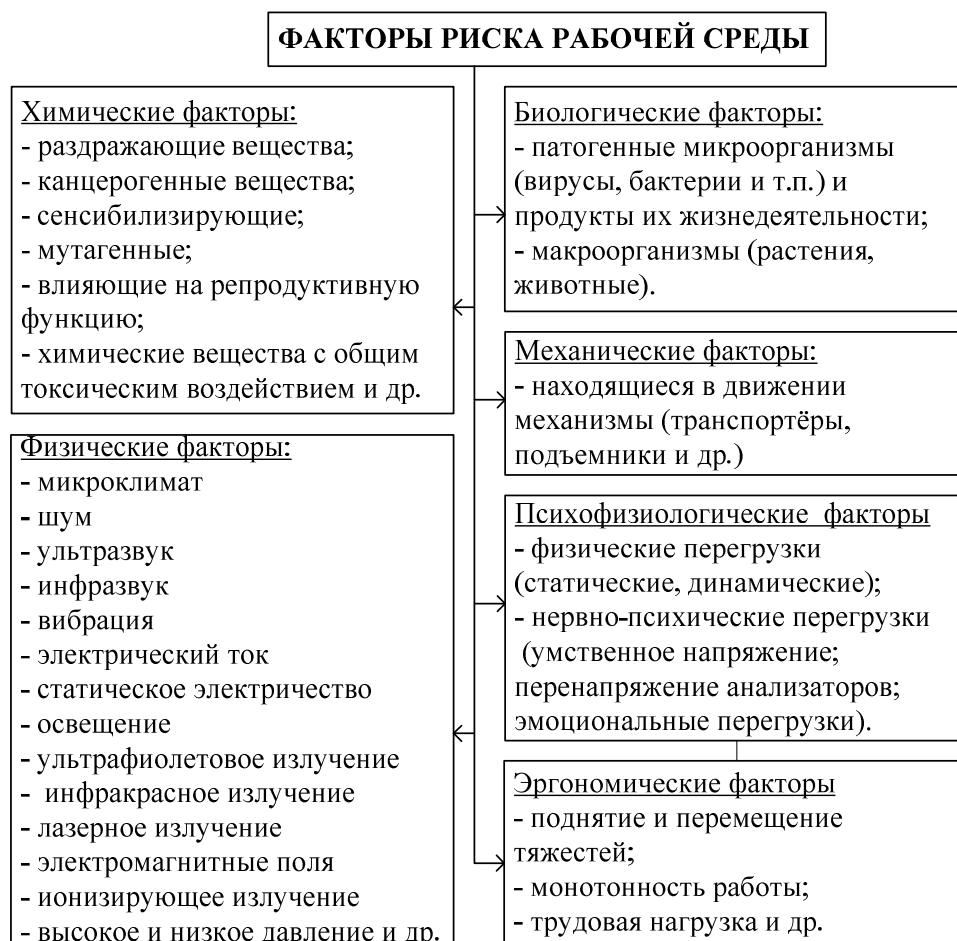 ФАКТОРЫ РИСКА РАБОЧЕЙ СРЕДЫ
Химические факторы:
- раздражающие вещества;
- канцерогенные вещества;
- сенсибилизирующие;
- мутагенные;
- влияющие на репродуктивную
функцию;
- химические вещества с общим
токсическим воздействием и др.
Физические факторы:
- микроклимат
- шум
- ультразвук
- инфразвук
- вибрация
- электрический ток
- статическое электричество
- освещение
- ультрафиолетовое излучение
- инфракрасное излучение
- лазерное излучение
- электромагнитные поля
- ионизирующее излучение
- высокое и низкое давление и др.
Биологические факторы:
- патогенные микроорганизмы
(вирусы, бактерии и т.п.) и
продукты их жизнедеятельности;
- макроорганизмы (растения,
животные).
Механические факторы:
- находящиеся в движении
механизмы (транспортёры,
подъемники и др.)
Психофизиологические факторы
- физические перегрузки
(статические, динамические);
- нервно-психические перегрузки
(умственное напряжение;
перенапряжение анализаторов;
эмоциональные перегрузки).
Эргономические факторы
- поднятие и перемещение
тяжестей;
- монотонность работы;
- трудовая нагрузка и др.